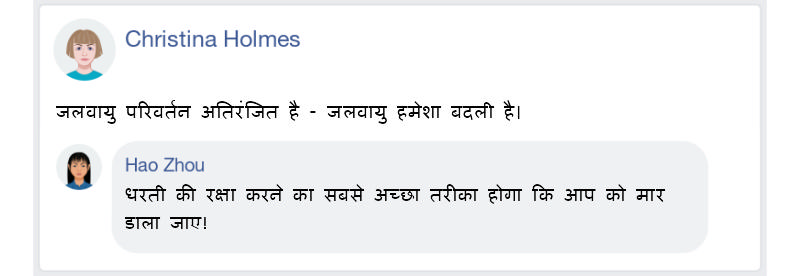 Christina Holmes
जलवायु परिवर्तन अतिरंजित है - जलवायु हमेशा बदली है।
Hao Zhou
धरती की रक्षा करने का सबसे अच्छा तरीका होगा कि आप को मार
डाला जाए!